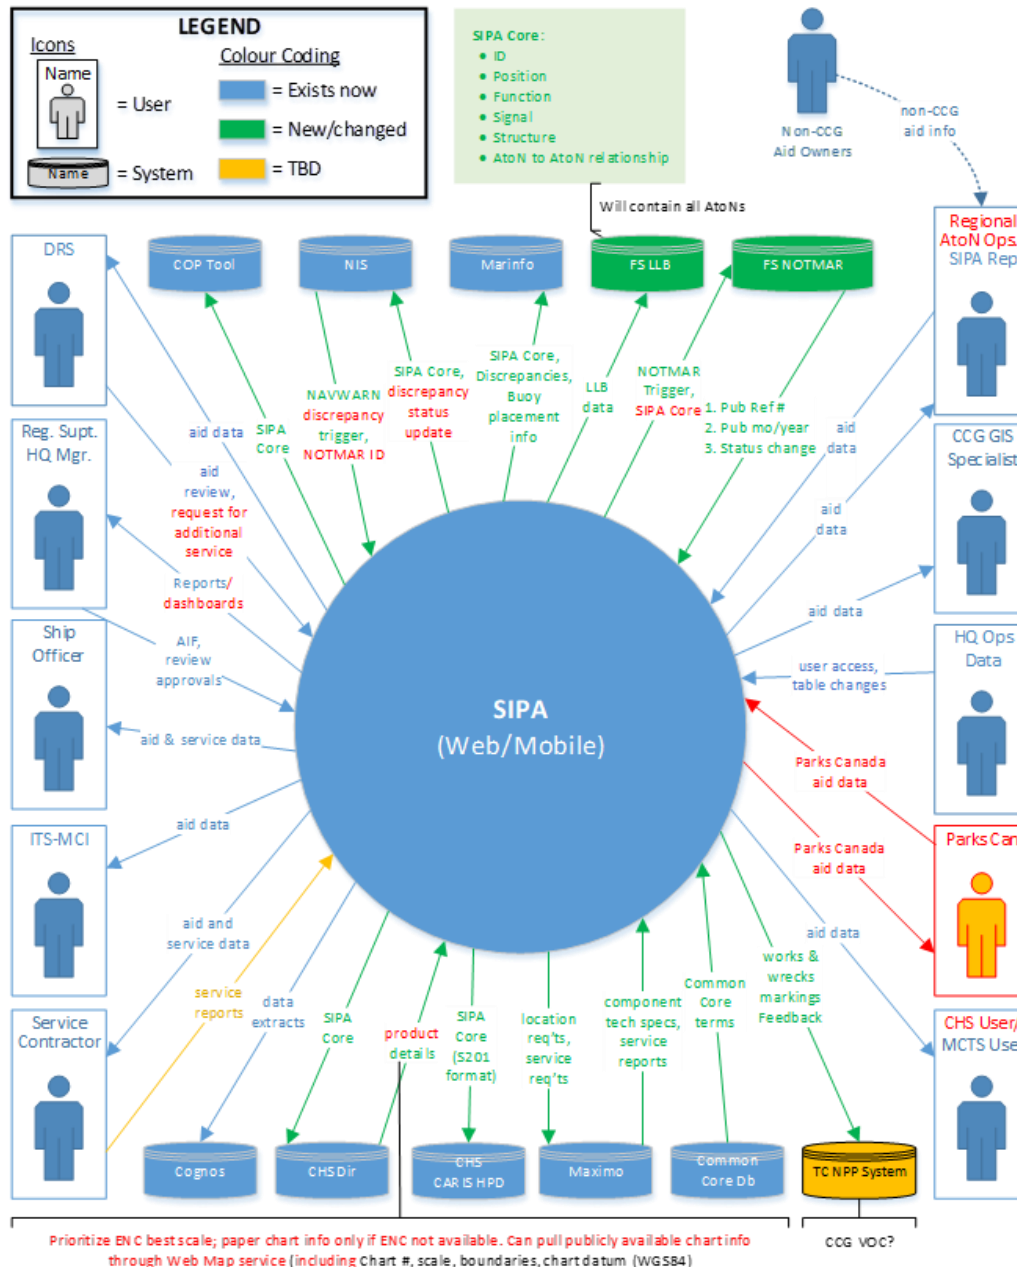 LEGEND
Icons
Colour Coding
Name
= User
= Exists now
= New/changed
Name
= System
= TBD
SIPA Core:
• ID
• Position
• Function
• Signal
• Structure
• AtoN to AtoN relationship
Will contain all AtoNs
Non-CCG
Aid Owners
non-CCG
aid info
DRS
COP Tool
NIS
Marinfo
FS LLB
FS NOTMAR
Regional
AtoN Ops.
SIPA Rep
SIPA
Core
NAVWARN
discrepancy
trigger,
NOTMAR ID
SIPA Core,
discrepancy
status
update
SIPA Core,
Discrepancies,
Buoy
placement
info
LLB
data
NOTMAR
Trigger,
SIPA Core
1. Pub Ref #
2. Pub mo/year
3. Status change
aid data
aid
review,
request for
additional
service
aid
data
aid
data
Reg. Supt.
HQ Mgr.
Reports/
dashboards
CCG GIS
Specialist
aid data
AIF,
review
approvals
Ship
Officer
aid & service data
HQ Ops
Data
user access,
table changes
SIPA
(Web/Mobile)
Parks Canada
aid data
ITS-MCI
aid data
Parks Can
Parks Canada
aid data
aid and
service data
aid data
service
reports
data
extracts
SIPA
Core
product
details
SIPA
Core
(S201
format)
location
req'ts,
service
req'ts
component
tech specs,
service
reports
Common
Core
terms
works &
wrecks
markings
Feedback
Service
Contractor
CHS User/
MCTS Use
Cognos
CHS Dir
CHS
CARIS HPD
Maximo
Common
Core Db
TC NPP System
Prioritize ENC best scale; paper chart info only if ENC not available. Can pull publicly available chart info
through Web Map service (including Chart #, scale, boundaries, chart datum (WGS84)
CCG VOC?